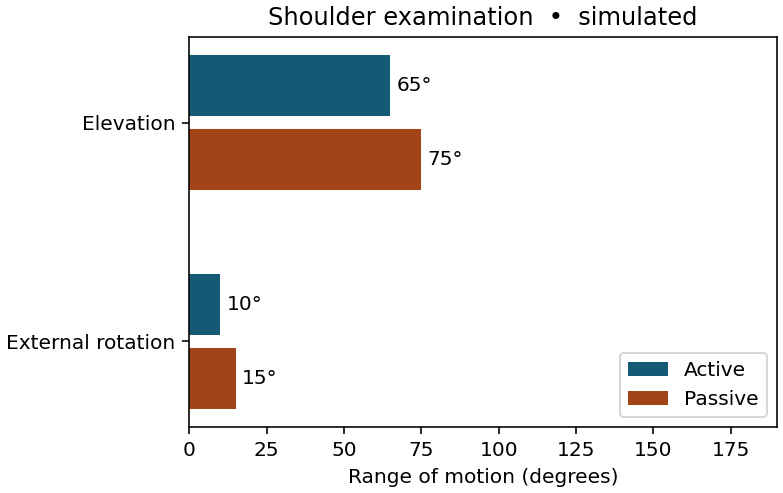 Shoulder examination • simulated
Elevation
65°
75°
External rotation
10°
15°
Active
Passive
0 25 50 75 100 125 150 175
Range of motion (degrees)